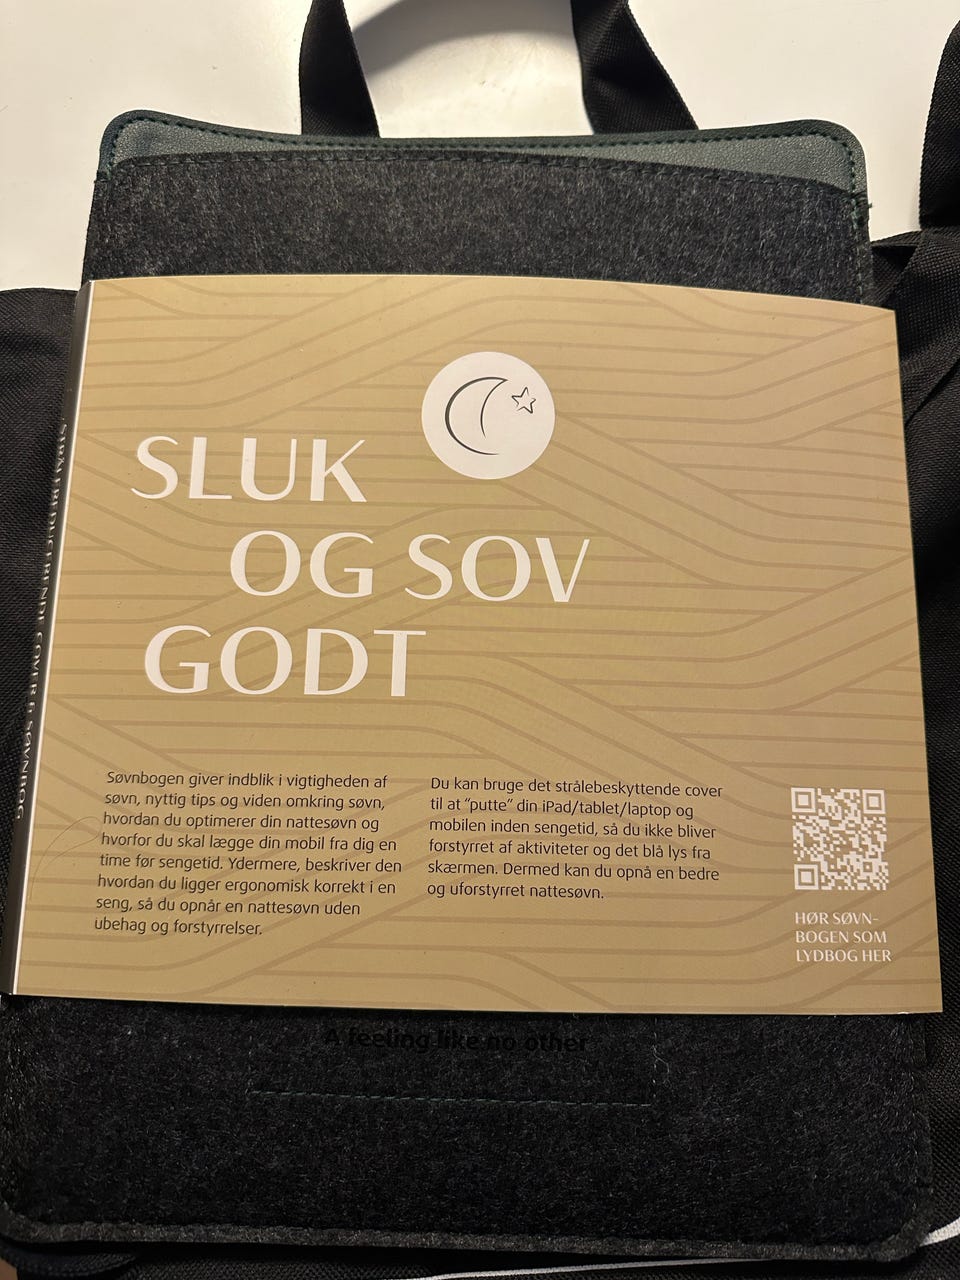 SLUK
OG SOV
GODT
Søvnbogen giver indblik i vigtigheden af
søvn, nyttig tips og viden omkring søvn,
hvordan du optimerer din nattesøvn og
hvorfor du skal lægge din mobil fra dig en
time før sengetid. Ydermere, beskriver den
hvordan du ligger ergonomisk korrekt i en
seng, så du opnår en nattesøvn uden
ubehag og forstyrrelser.
Du kan bruge det strålebeskyttende cover
til at "putte" din iPad/tablet/laptop og
mobilen inden sengetid, så du ikke bliver
forstyrret af aktiviteter og det blå lys fra
skærmen. Dermed kan du opnå en bedre
og uforstyrret nattesøvn.
HØR SØVN-
BOGEN SOM
LYDBOG HER
STRÅLEREDUCERENDE COVER & SØVNBOG
A feeling like no other